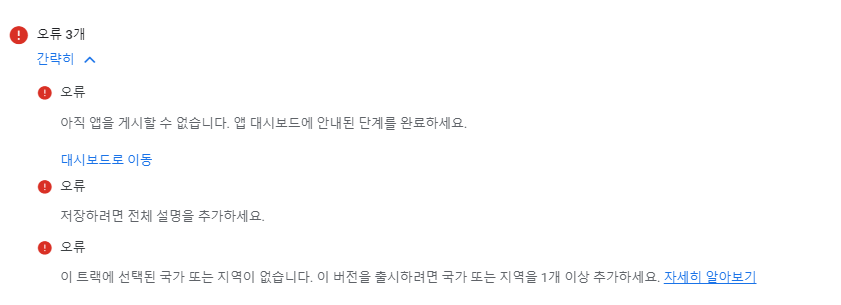 오류 3개
간략히
오류
아직 앱을 게시할 수 없습니다. 앱 대시보드에 안내된 단계를 완료하세요.
대시보드로 이동
오류
저장하려면 전체 설명을 추가하세요.
오류
이 트랙에 선택된 국가 또는 지역이 없습니다. 이 버전을 출시하려면 국가 또는 지역을 1개 이상 추가하세요. 자세히 알아보기